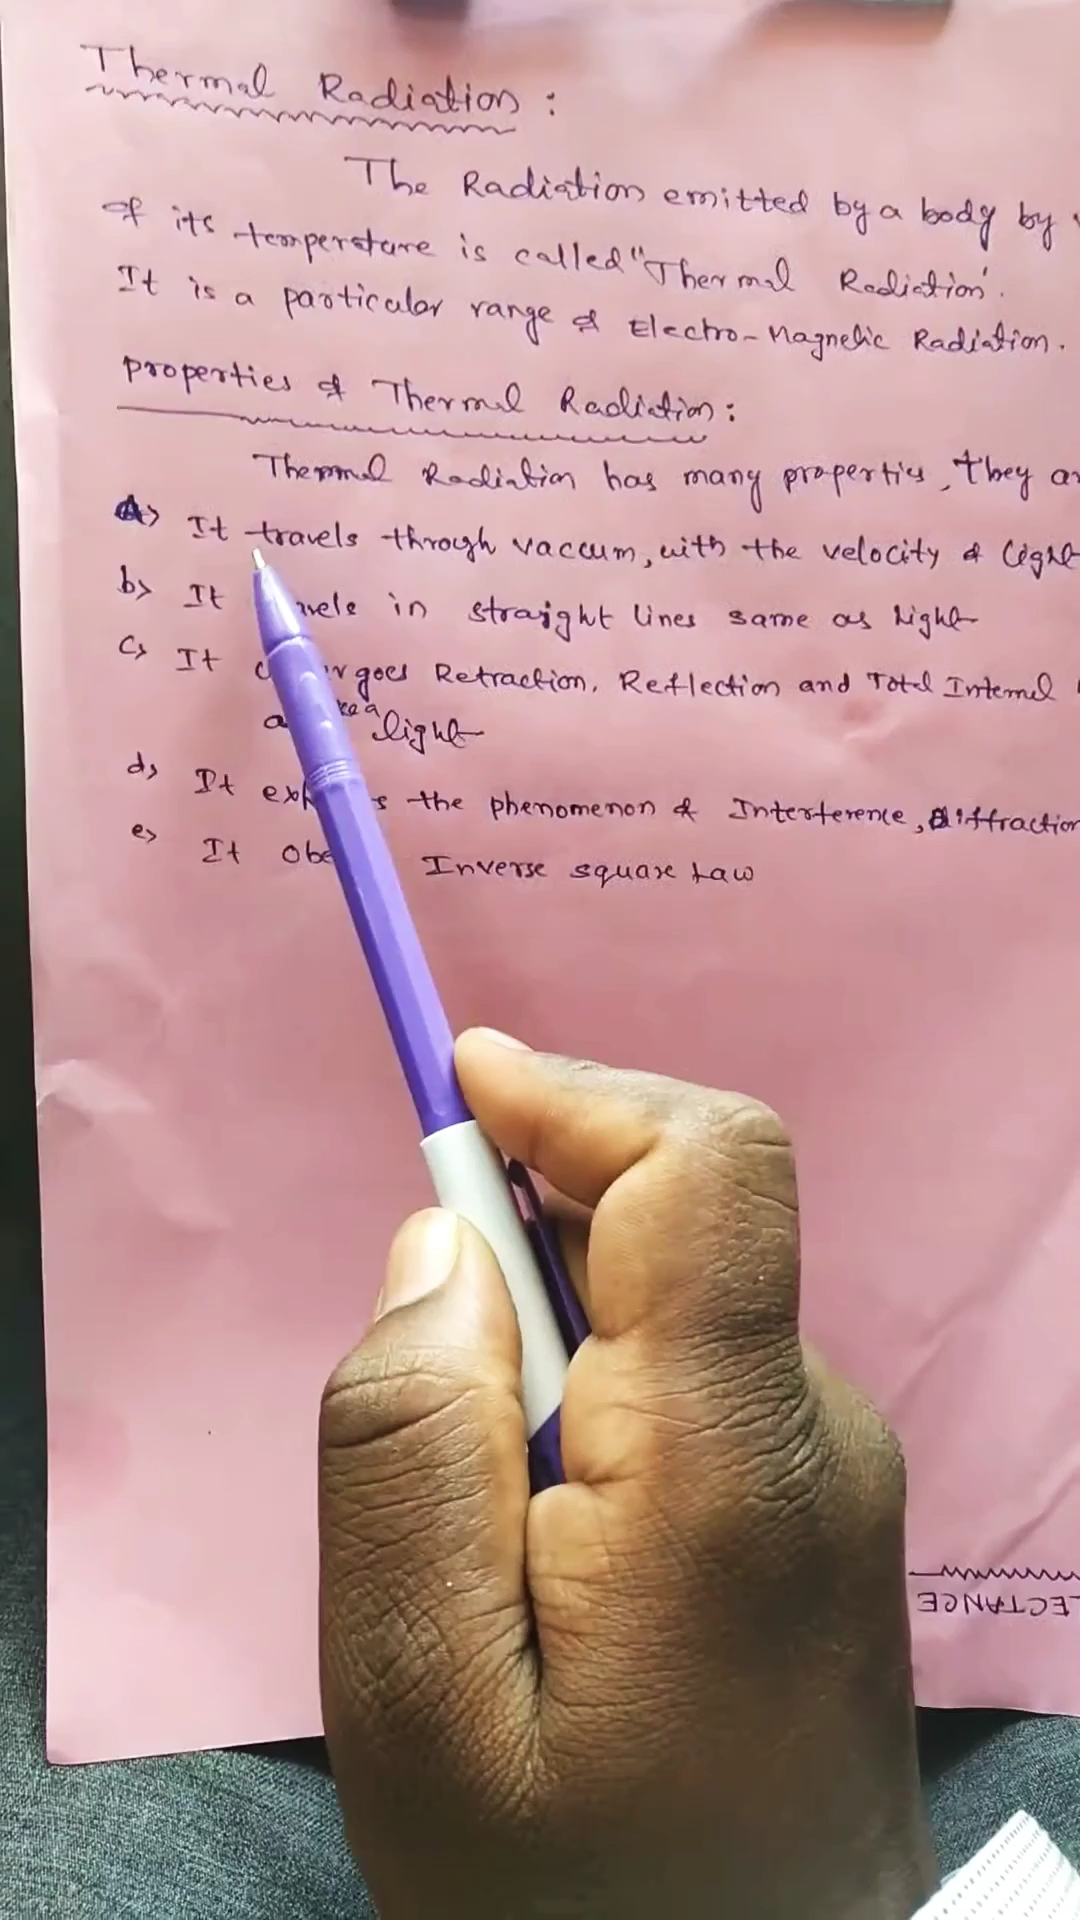 Thermal Radiation :
The Radiation emitted by a body by
of its temperature is called "Thermal Radiation'.
It is a particular range of Electro-Magnetic Radiation.
properties of Thermal Radiation :
Thermal Radiation has many properties, they
A> It travels through vaccum, with the velocity of light
b> It in straight lines same as light
c> It goes Retraction, Reflection and Total Internal
light
d> It the phenomenon of Interference, Diffraction
e> It Inverse square Law
LECTANCE